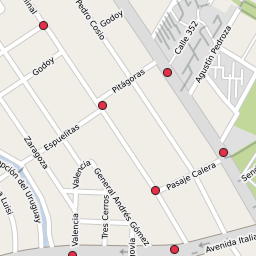 Pedro Cosio
Godoy
Calle 352
Agustín Pedroza
Godoy
Pitágoras
Espuelitas
Zaragoza
Pasaje Calera
Valencia
General Andrés Gómez
Tres Cerros
Valencia
Avenida Italia